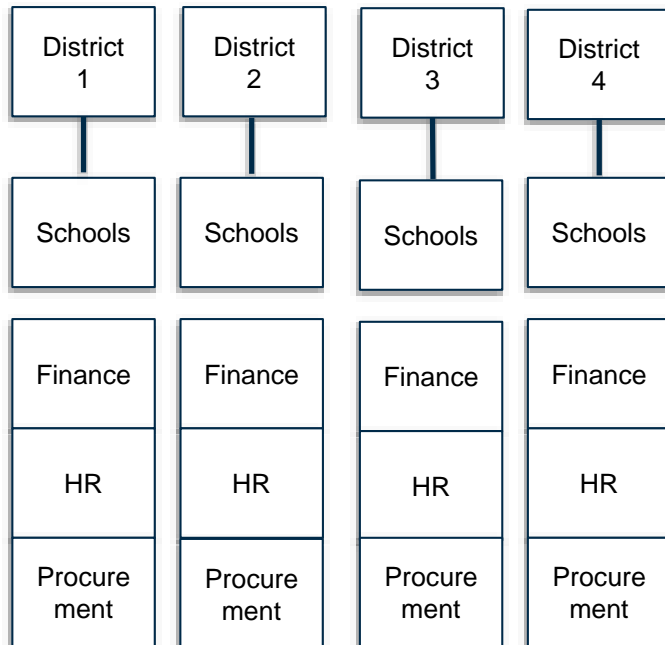 District
1
District
2
District
3
District
4
Schools
Schools
Schools
Schools
Finance
Finance
Finance
Finance
HR
HR
HR
HR
Procure
ment
Procure
ment
Procure
ment
Procure
ment